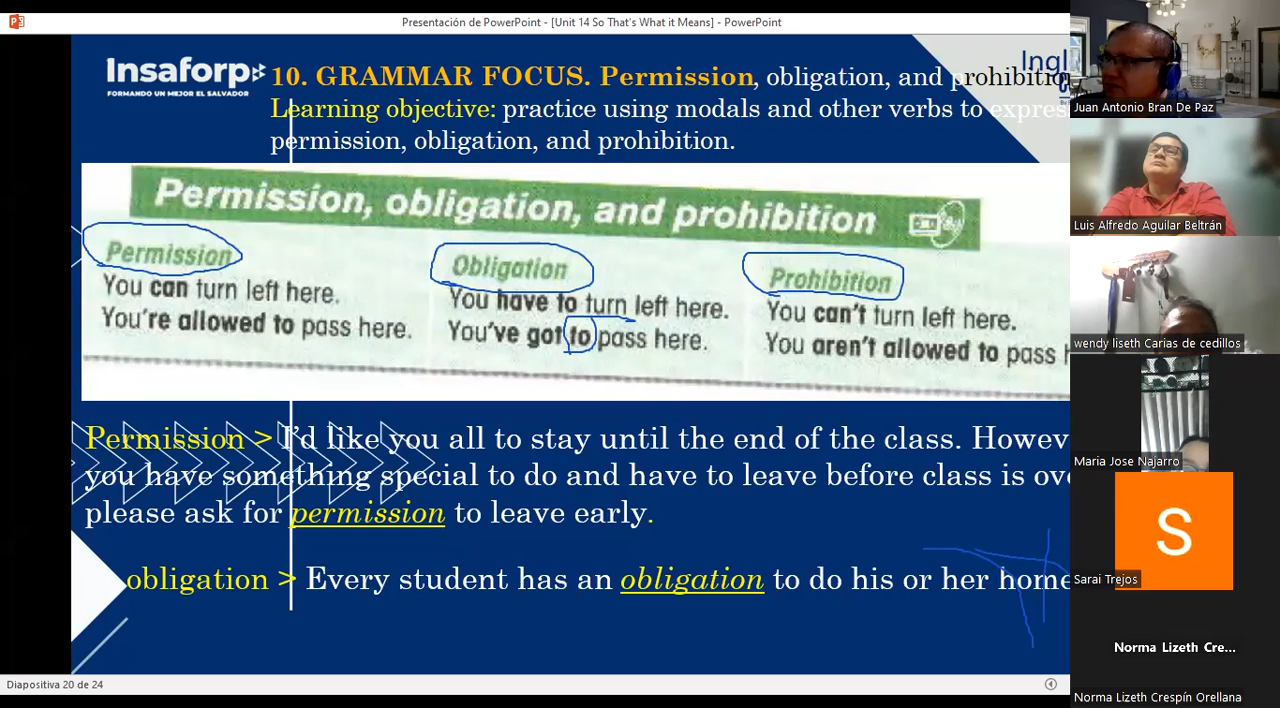 Presentación de PowerPoint - [Unit 14 So That's What it Means] - PowerPoint
Insaforp
FORMANDO UN MEJOR EL SALVADOR
Ingl
10. GRAMMAR FOCUS. Permission, obligation, and prohibitio
Learning objective: practice using modals and other verbs to expres
permission, obligation, and prohibition.
Permission, obligation, and prohibition
Permission
You can turn left here.
You're allowed to pass here.
Obligation
You have to turn left here.
You've got to pass here.
Prohibition
You can't turn left here.
You aren't allowed to pass h
Permission > I'd like you all to stay until the end of the class. Howev
you have something special to do and have to leave before class is ove
please ask for permission to leave early.
obligation > Every student has an obligation to do his or her home
Diapositiva 20 de 24
Juan Antonio Bran De Paz
Luis Alfredo Aguilar Beltrán
wendy liseth Carias de cedillos
Maria Jose Najarro
S
Sarai Trejos
Norma Lizeth Cre...
Norma Lizeth Crespín Orellana